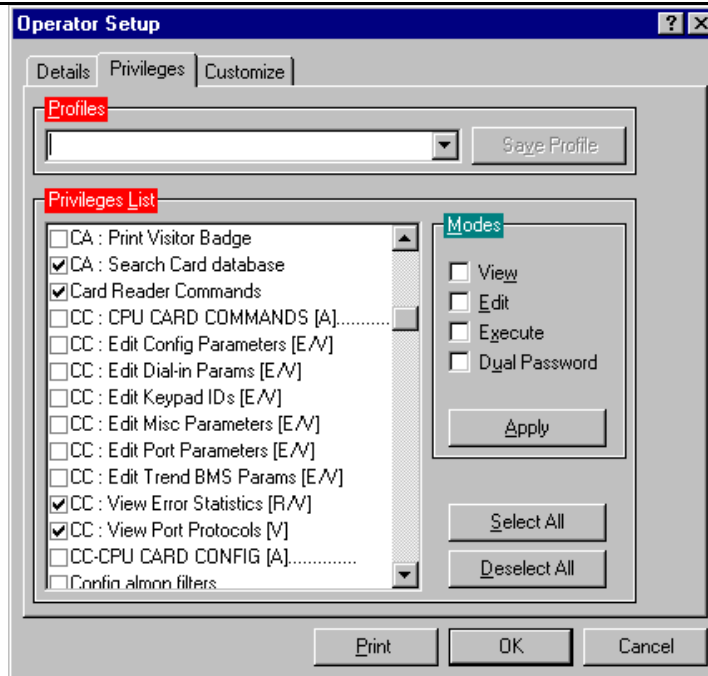 Operator Setup
Details
Privileges
Customize
Profiles
Save Profile
Privileges List
CA : Print Visitor Badge
CA : Search Card database
Card Reader Commands
CC : CPU CARD COMMANDS [A]..........
CC : Edit Config Parameters [E/V]
CC : Edit Dial-in Params [E/V]
CC : Edit Keypad IDs [E/V]
CC : Edit Misc Parameters [E/V]
CC : Edit Port Parameters [E/V]
CC : Edit Trend BMS Params [E/V]
CC : View Error Statistics [R/V]
CC : View Port Protocols [V]
CC-CPU CARD CONFIG [A].............
Config almon filters
Modes
View
Edit
Execute
Dual Password
Apply
Select All
Deselect All
Print
OK
Cancel